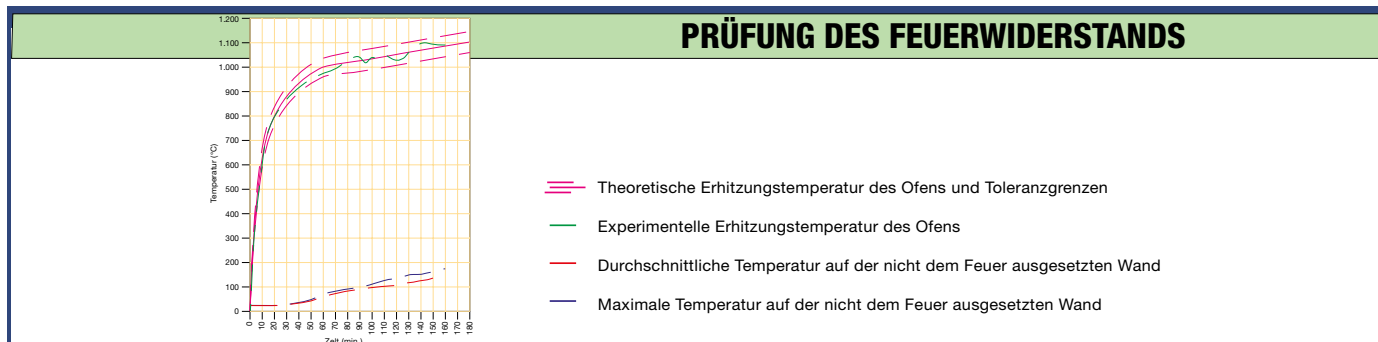 PRÜFUNG DES FEUERWIDERSTANDS
1.200
1.100
1.000
900
800
700
600
500
400
300
200
100
0
Temperatur (°C)
0 10 20 30 40 50 60 70 80 90 100 110 120 130 140 150 160 170 180
Zeit (min.)
Theoretische Erhitzungstemperatur des Ofens und Toleranzgrenzen
Experimentelle Erhitzungstemperatur des Ofens
Durchschnittliche Temperatur auf der nicht dem Feuer ausgesetzten Wand
Maximale Temperatur auf der nicht dem Feuer ausgesetzten Wand